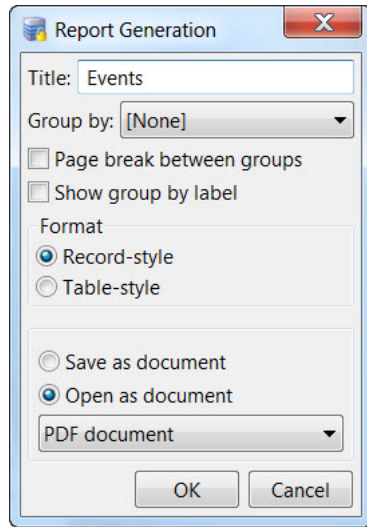 Report Generation
Title: Events
Group by: [None]
Page break between groups
Show group by label
Format
Record-style
Table-style
Save as document
Open as document
PDF document
OK Cancel